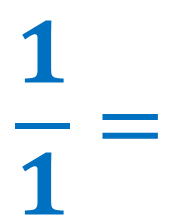 1
— =
1